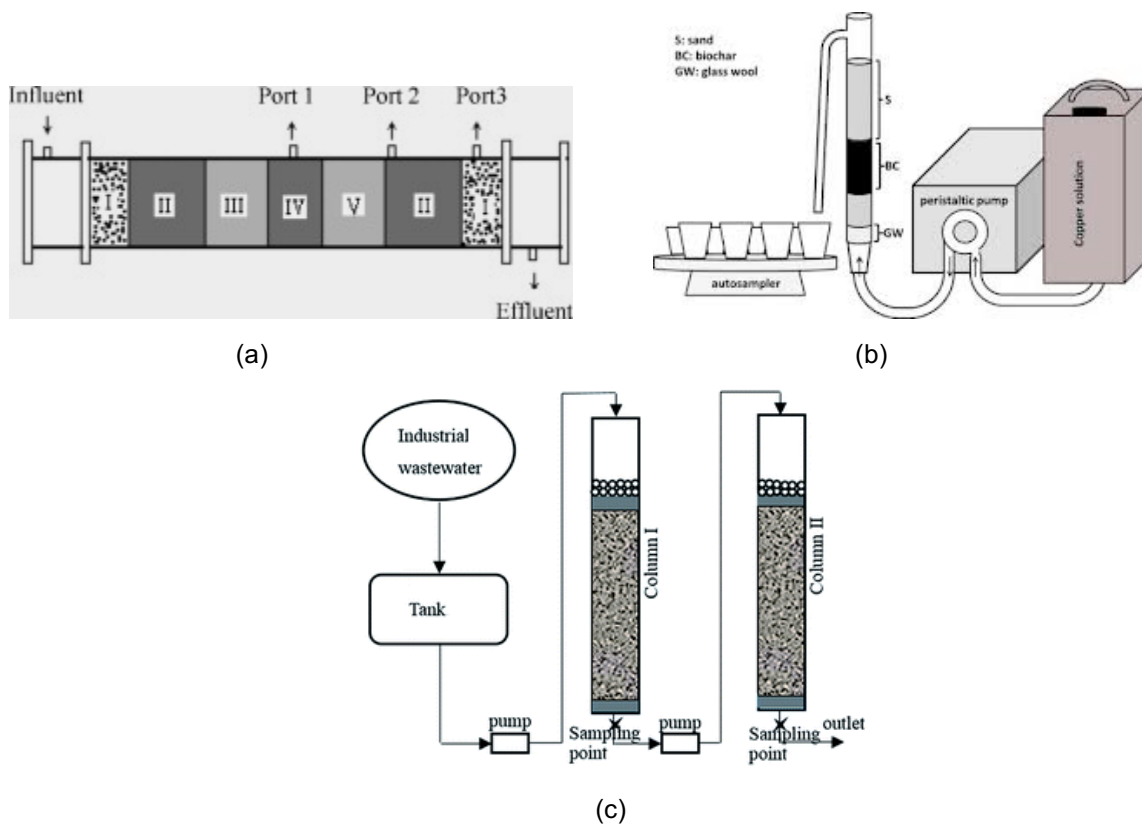 Influent
Port 1
Port 2
Port3
I
II
III
IV
V
II
I
Effluent
(a)
S: sand
BC: biochar
GW: glass wool
S
BC
GW
peristaltic pump
Copper solution
autosampler
(b)
Industrial
wastewater
Tank
pump
Column I
Sampling
point
pump
Column II
Sampling
point
outlet
(c)